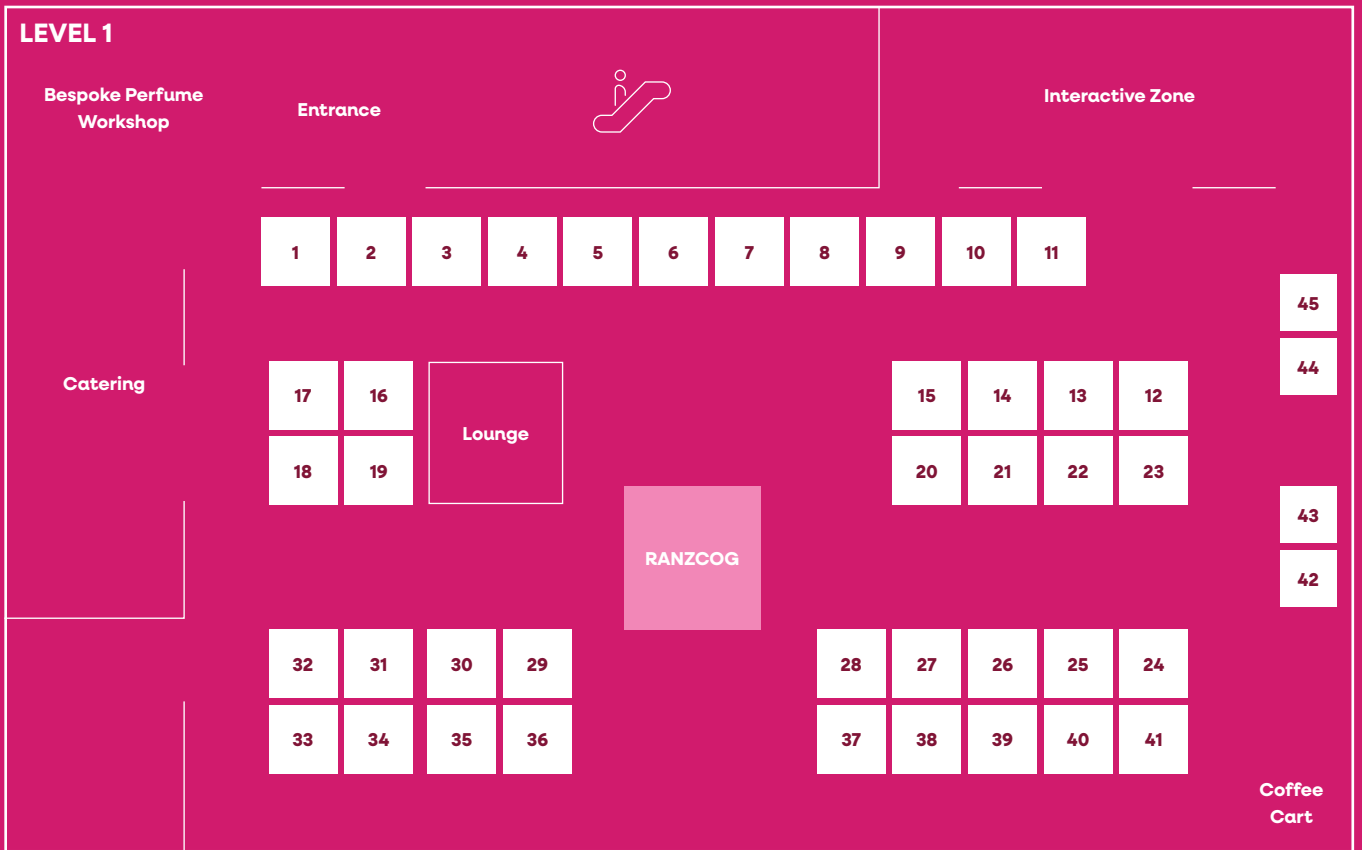 LEVEL 1
Bespoke Perfume
Workshop
Entrance
Interactive Zone
1 2 3 4 5 6 7 8 9 10 11
45
44
Catering
17 16
Lounge
15 14 13 12
18 19
20 21 22 23
43
RANZCOG
42
32 31 30 29
28 27 26 25 24
33 34 35 36
37 38 39 40 41
Coffee
Cart